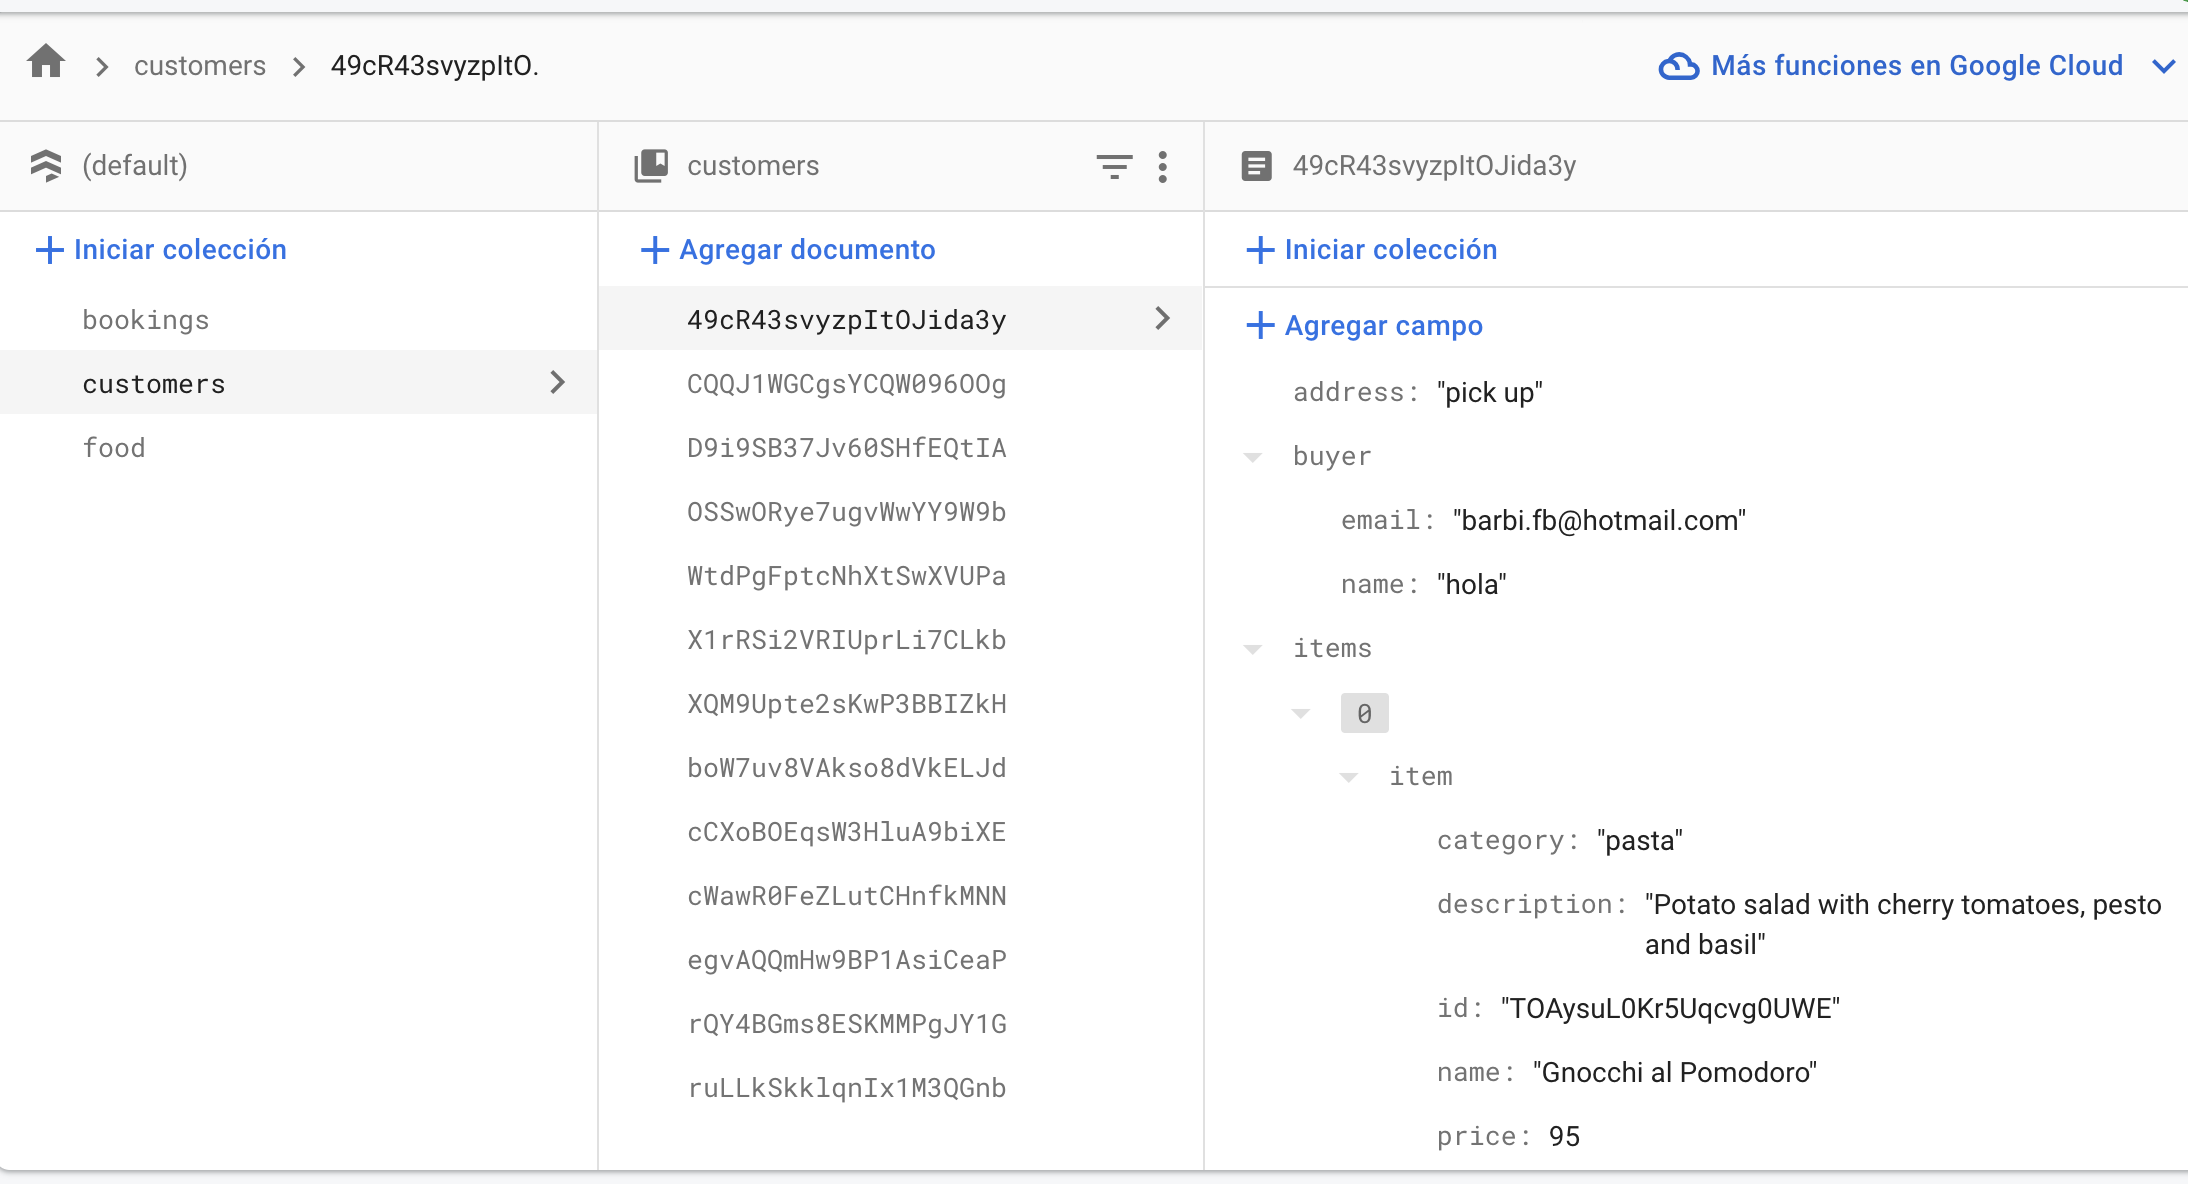 customers
49cR43svyzpItO.
Más funciones en Google Cloud
(default)
Iniciar colección
bookings
customers
food
customers
Agregar documento
49cR43svyzpItOJida3y
CQQJ1WGCgsYCQW096OOg
D9i9SB37Jv60SHfEQtIA
OSSwORye7ugvWwYY9W9b
WtdPgFptcNhXtSwXVUPa
X1rRSi2VRIUprLi7CLkb
XQM9Upte2sKwP3BBIZkH
boW7uv8VAkso8dVkELJd
cCXoBOEqsW3HluA9biXE
cWawR0FeZLutCHnfkMNN
egvAQQmHw9BP1AsiCeaP
rQY4BGms8ESKMMPgJY1G
ruLLkSkklqnIx1M3QGnb
49cR43svyzpItOJida3y
Iniciar colección
Agregar campo
address: "pick up"
buyer
email: "barbi.fb@hotmail.com"
name: "hola"
items
0
item
category: "pasta"
description: "Potato salad with cherry tomatoes, pesto
and basil"
id: "TOAysuL0Kr5Uqcvg0UWE"
name: "Gnocchi al Pomodoro"
price: 95